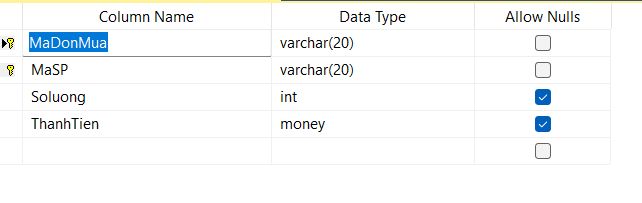 Column Name Data Type Allow Nulls
MaDonMua varchar(20)
MaSP varchar(20)
Soluong int
ThanhTien money